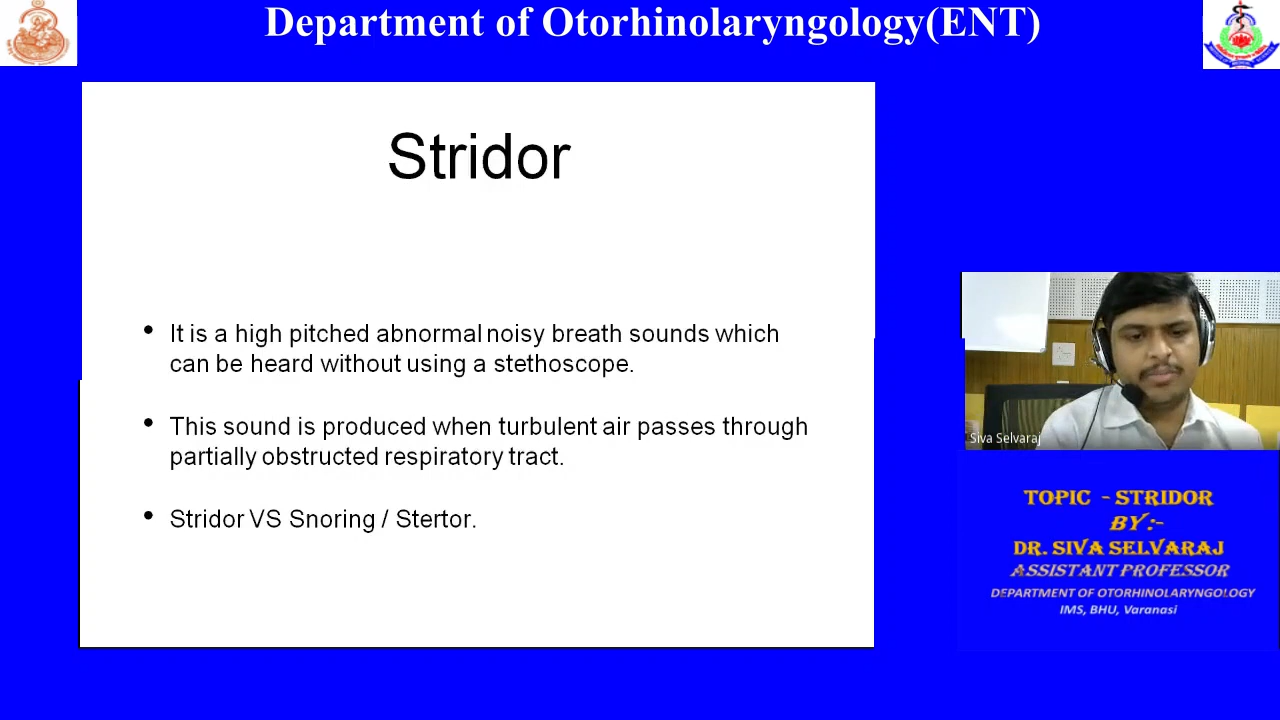 Department of Otorhinolaryngology(ENT)
Stridor
• It is a high pitched abnormal noisy breath sounds which
can be heard without using a stethoscope.
• This sound is produced when turbulent air passes through
partially obstructed respiratory tract.
• Stridor VS Snoring / Stertor.
Siva Selvaraj
TOPIC - STRIDOR
BY:-
DR. SIVA SELVARAJ
ASSISTANT PROFESSOR
DEPARTMENT OF OTORHINOLARYNGOLOGY
IMS, BHU, Varanasi